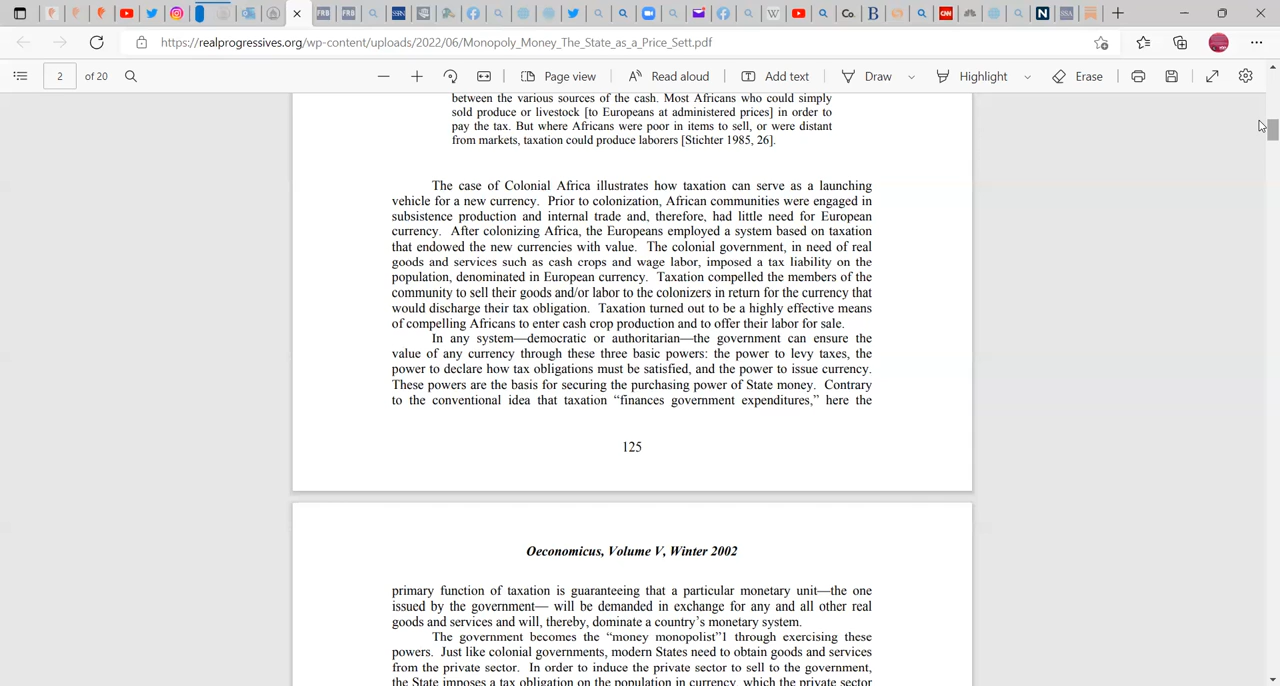 FRB
FRB
SSRN
W
Co.
B
CNN
N
SSA
https://realprogressives.org/wp-content/uploads/2022/06/Monopoly_Money_The_State_as_a_Price_Sett.pdf
2 of 20
Page view
Read aloud
Add text
Draw
Highlight
Erase
between the various sources of the cash. Most Africans who could simply
sold produce or livestock [to Europeans at administered prices] in order to
pay the tax. But where Africans were poor in items to sell, or were distant
from markets, taxation could produce laborers [Stichter 1985, 26].
The case of Colonial Africa illustrates how taxation can serve as a launching
vehicle for a new currency. Prior to colonization, African communities were engaged in
subsistence production and internal trade and, therefore, had little need for European
currency. After colonizing Africa, the Europeans employed a system based on taxation
that endowed the new currencies with value. The colonial government, in need of real
goods and services such as cash crops and wage labor, imposed a tax liability on the
population, denominated in European currency. Taxation compelled the members of the
community to sell their goods and/or labor to the colonizers in return for the currency that
would discharge their tax obligation. Taxation turned out to be a highly effective means
of compelling Africans to enter cash crop production and to offer their labor for sale.
In any system—democratic or authoritarian—the government can ensure the
value of any currency through these three basic powers: the power to levy taxes, the
power to declare how tax obligations must be satisfied, and the power to issue currency.
These powers are the basis for securing the purchasing power of State money. Contrary
to the conventional idea that taxation “finances government expenditures,” here the
125
Oeconomicus, Volume V, Winter 2002
primary function of taxation is guaranteeing that a particular monetary unit—the one
issued by the government— will be demanded in exchange for any and all other real
goods and services and will, thereby, dominate a country’s monetary system.
The government becomes the “money monopolist”1 through exercising these
powers. Just like colonial governments, modern States need to obtain goods and services
from the private sector. In order to induce the private sector to sell to the government,
the State imposes a tax obligation on the population in currency, which the private sector